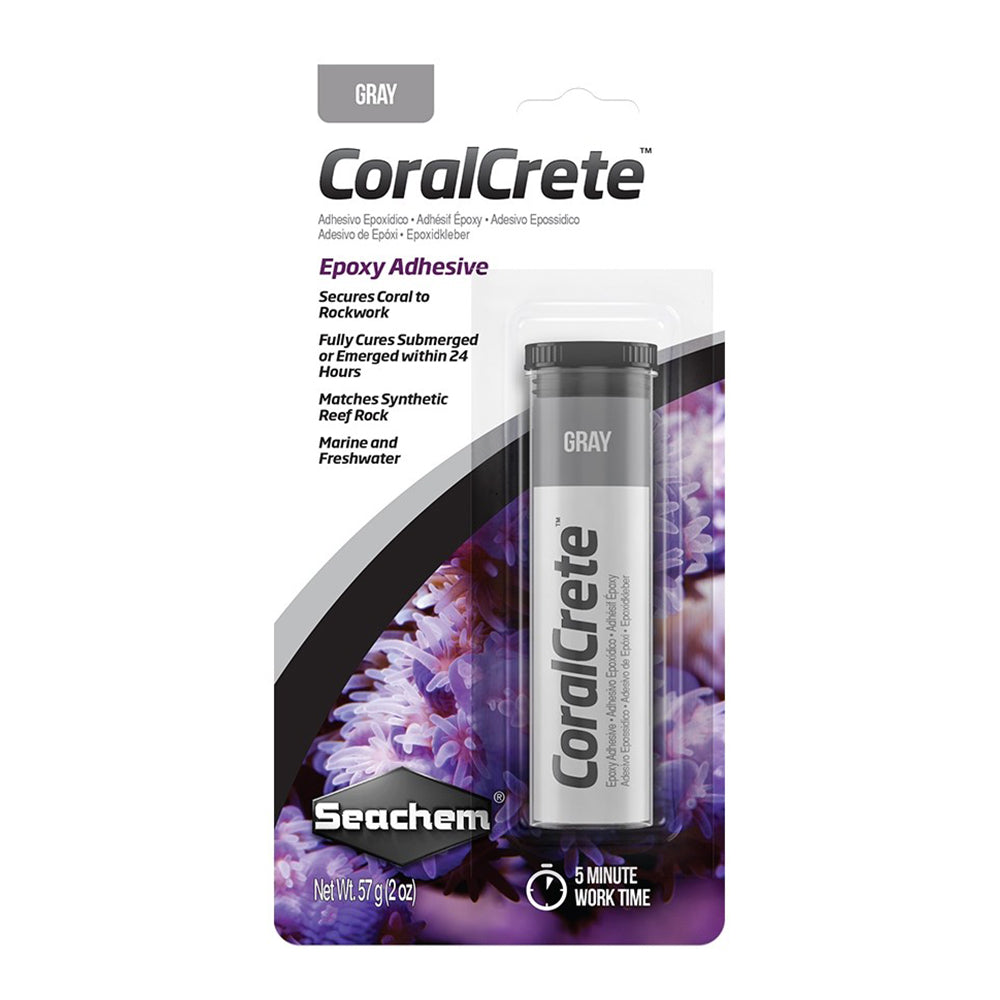 GRAY
CoralCrete™
Adhesivo Epoxídico • Adhésif Époxy • Adesivo Epossidico
Adesivo de Epóxi • Epoxidkleber
Epoxy Adhesive
Secures Coral to
Rockwork
Fully Cures Submerged
or Emerged within 24
Hours
Matches Synthetic
Reef Rock
Marine and
Freshwater
GRAY
CoralCrete™
Epoxy Adhesive • Adhesivo Epoxídico • Adhésif Époxy
Adesivo Epossidico • Adesivo de Epóxi • Epoxidkleber
Seachem®
Net Wt. 57 g (2 oz)
5 MINUTE
WORK TIME